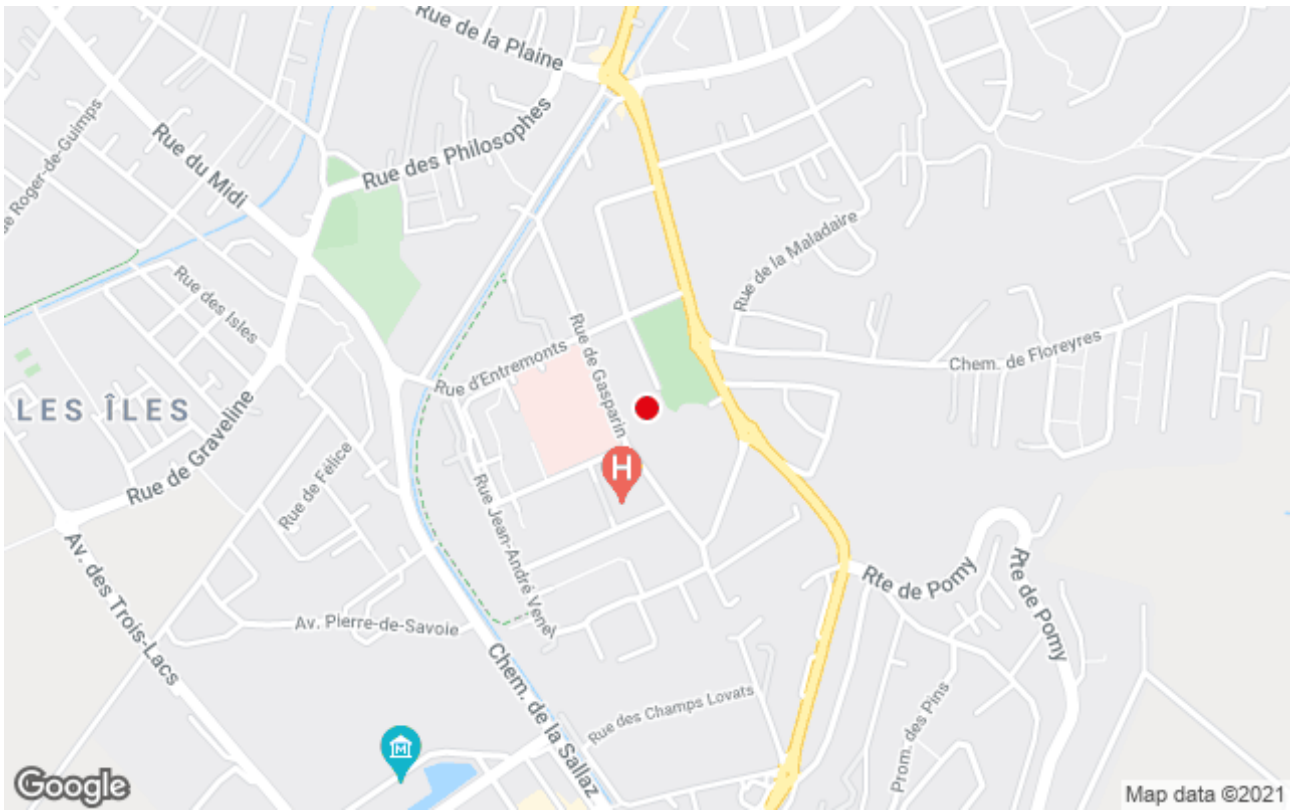 Rue de la Plaine
de Roger-de-Guimps
Rue du Midi
Rue des Philosophes
Rue de la Maladaire
Rue des Isles
Rue de Gasparin
Rue d'Entremonts
Chem. de Floreyres
LES ÎLES
Rue de Graveline
Rue de Félice
H
Rue Jean-André Venel
Av. des Trois-Lacs
Rte de Pomy
Rte de Pomy
Av. Pierre-de-Savoie
Chem. de la Sallaz
Rue des Champs Lovats
Prom. des Pins
M
Google
Map data ©2021